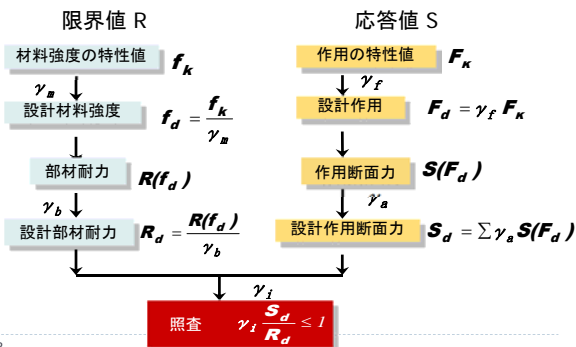 限界値 R
応答値 S
材料強度の特性値 f_k
作用の特性値 F_κ
γ_m
γ_f
設計材料強度 f_d = f_k / γ_m
設計作用 F_d = γ_f F_κ
部材耐力 R(f_d)
作用断面力 S(F_d)
γ_b
γ_a
設計部材耐力 R_d = R(f_d) / γ_b
設計作用断面力 S_d = ∑ γ_a S(F_d)
γ_i
照査 γ_i S_d / R_d ≤ 1